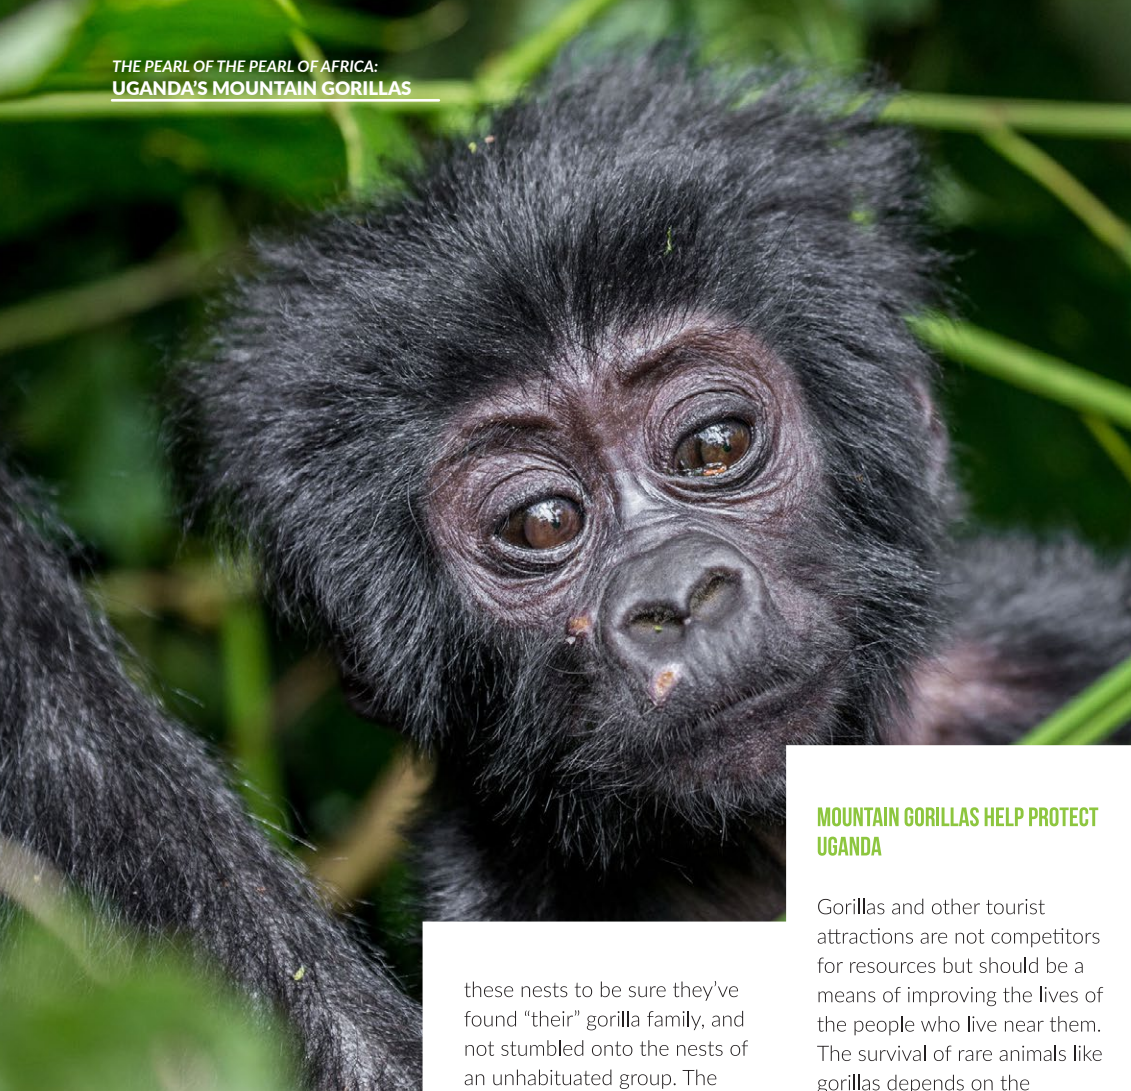 THE PEARL OF THE PEARL OF AFRICA:
UGANDA'S MOUNTAIN GORILLAS
these nests to be sure they've
found “their” gorilla family, and
not stumbled onto the nests of
an unhabituated group. The
MOUNTAIN GORILLAS HELP PROTECT
UGANDA
Gorillas and other tourist
attractions are not competitors
for resources but should be a
means of improving the lives of
the people who live near them.
The survival of rare animals like
gorillas depends on the